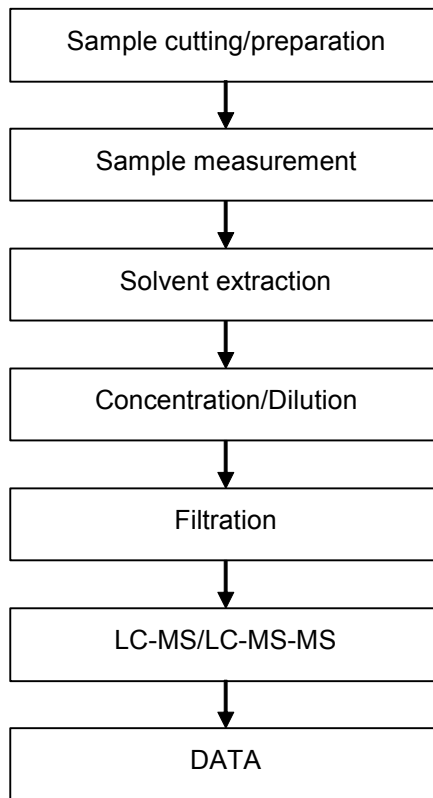 Sample cutting/preparation
Sample measurement
Solvent extraction
Concentration/Dilution
Filtration
LC-MS/LC-MS-MS
DATA